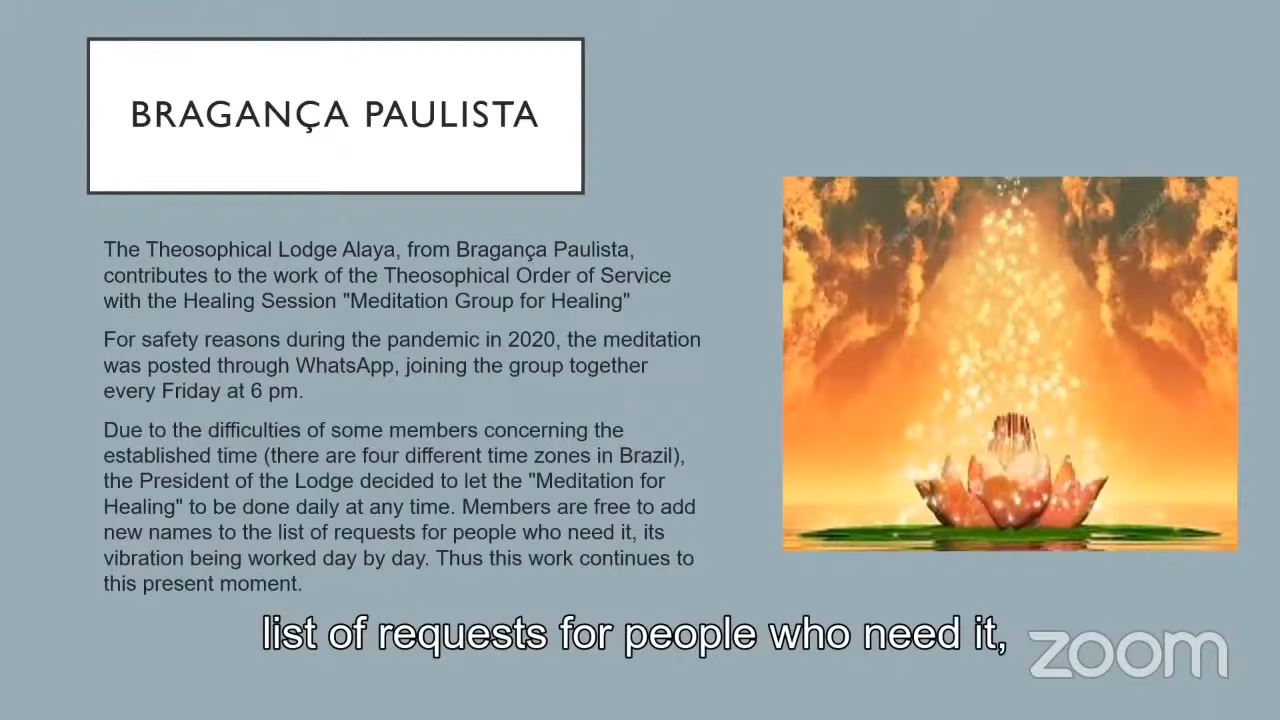 BRAGANÇA PAULISTA
The Theosophical Lodge Alaya, from Bragança Paulista,
contributes to the work of the Theosophical Order of Service
with the Healing Session "Meditation Group for Healing"
For safety reasons during the pandemic in 2020, the meditation
was posted through WhatsApp, joining the group together
every Friday at 6 pm.
Due to the difficulties of some members concerning the
established time (there are four different time zones in Brazil),
the President of the Lodge decided to let the "Meditation for
Healing" to be done daily at any time. Members are free to add
new names to the list of requests for people who need it, its
vibration being worked day by day. Thus this work continues to
this present moment.
list of requests for people who need it,
zoom